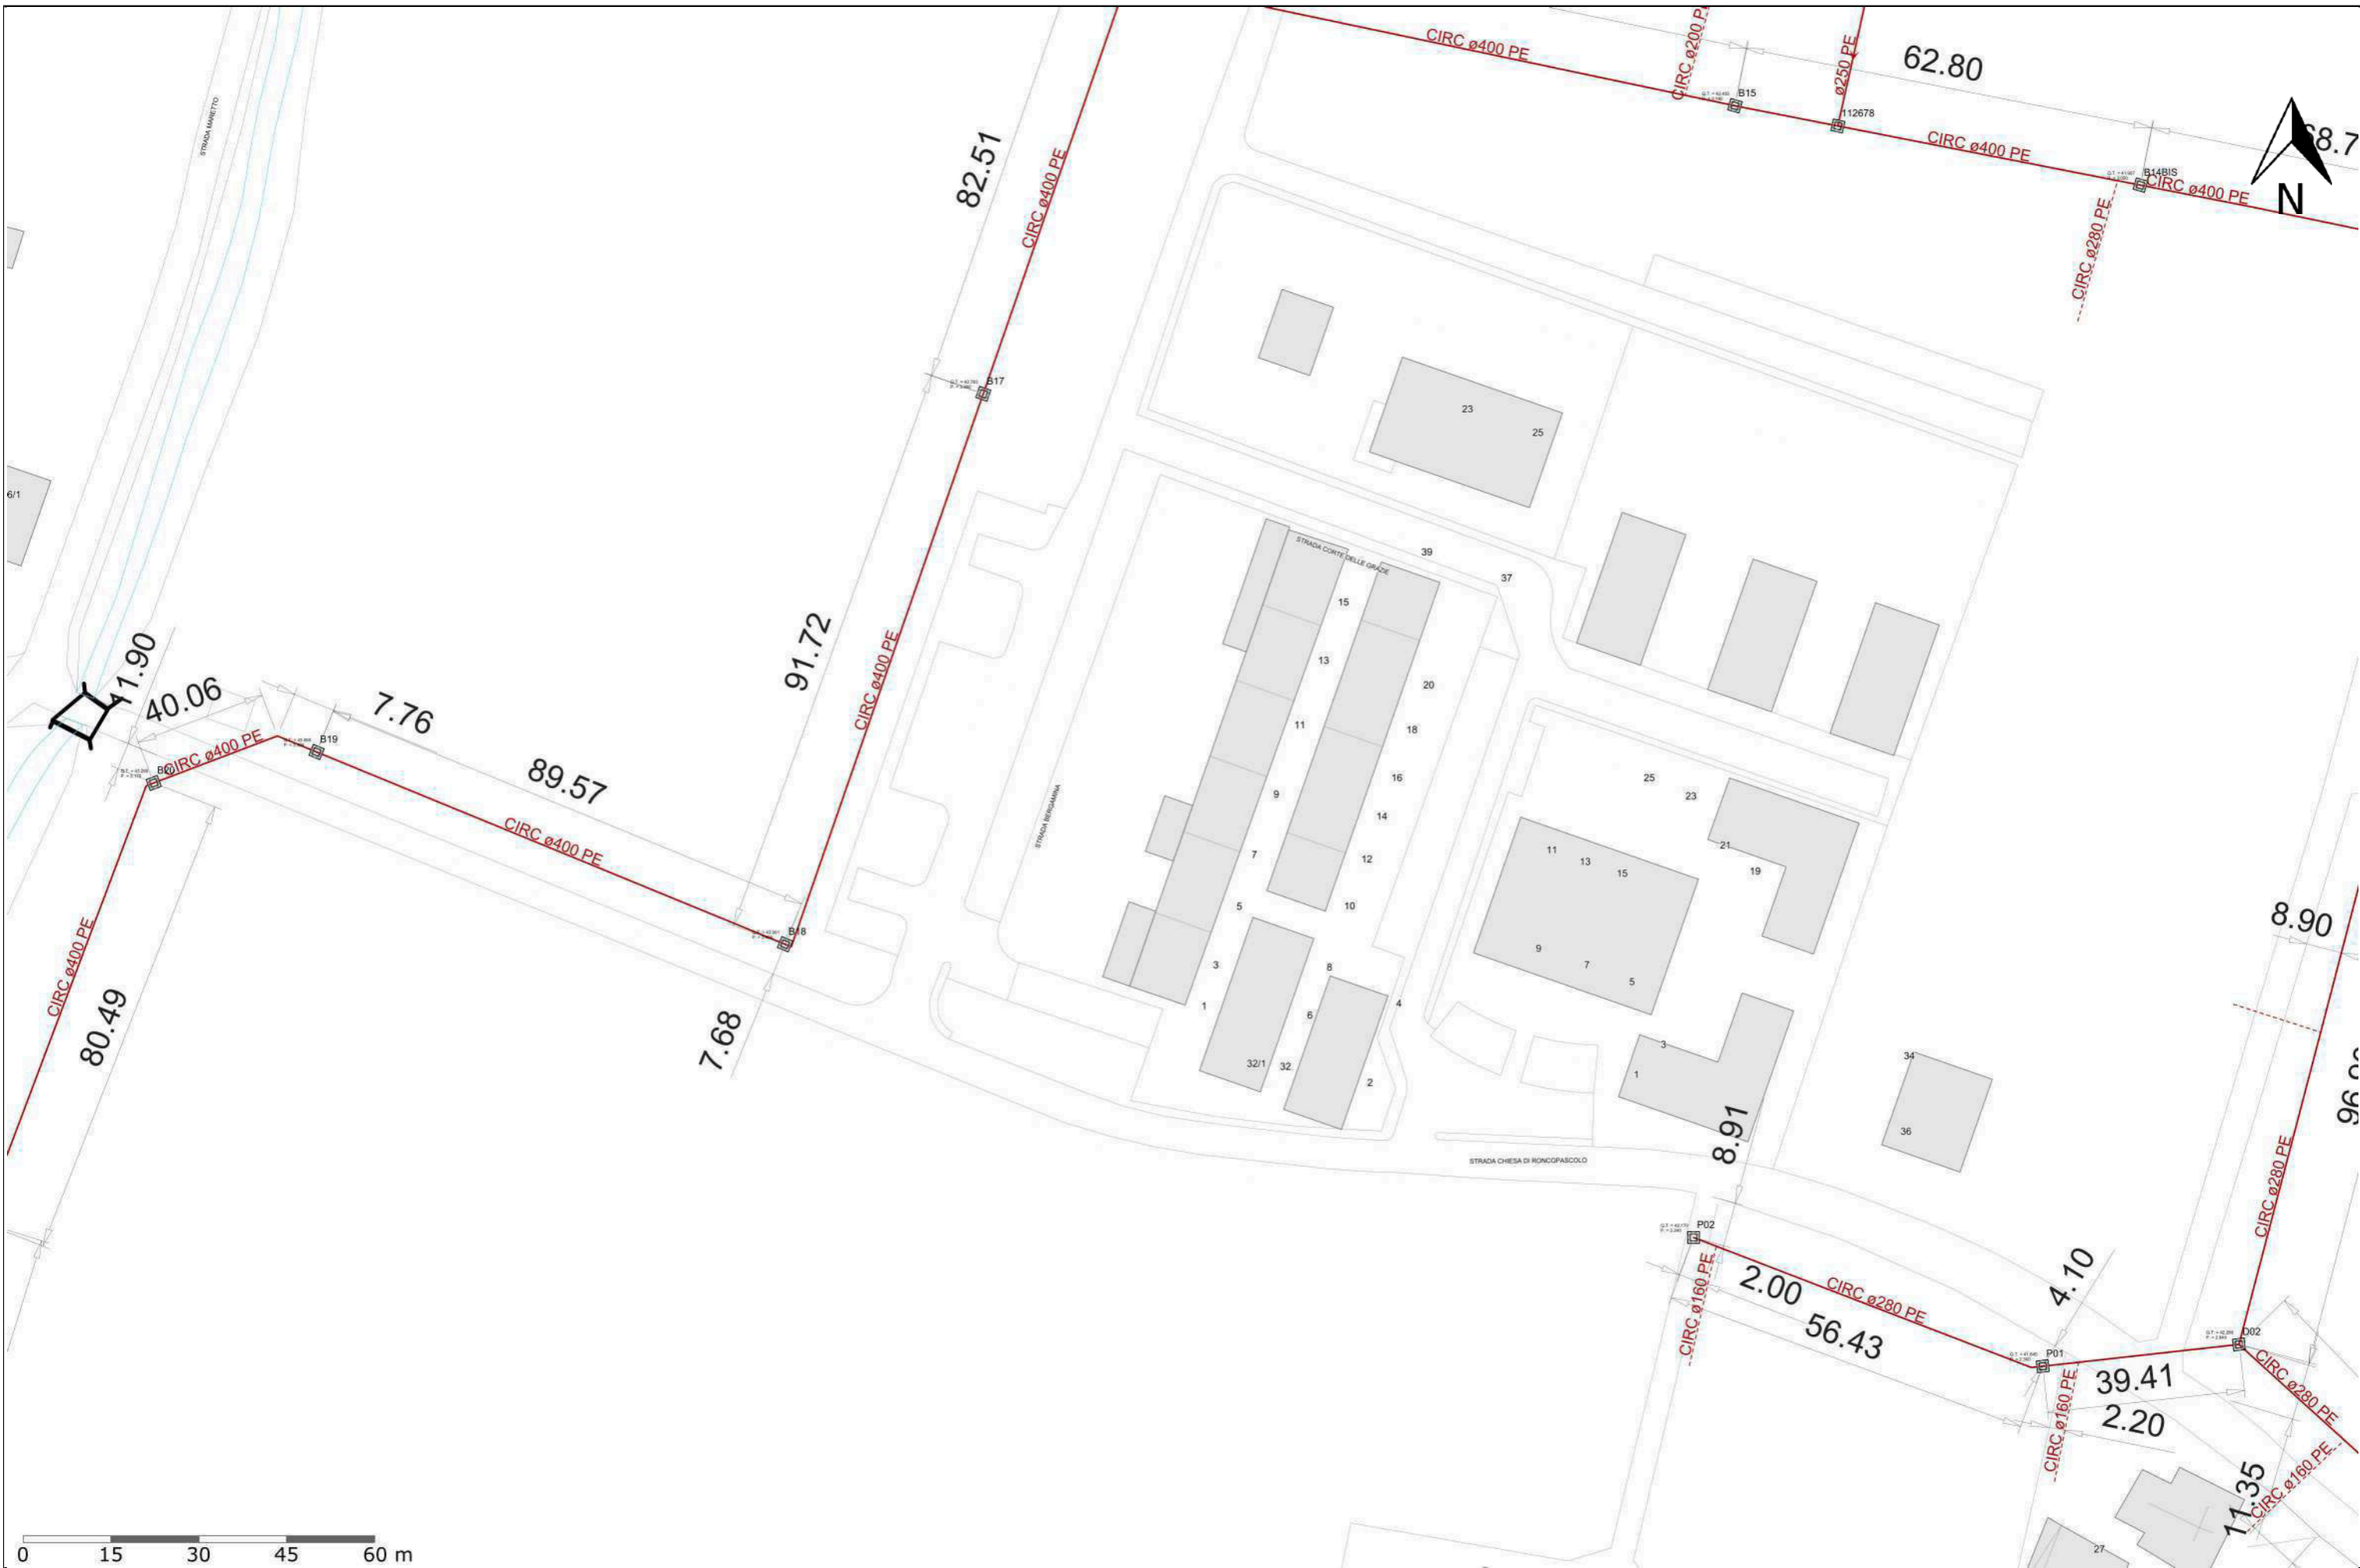 CIRC ø400 PE
CIRC ø200 P
ø250 PE
62.80
B15
112678
CIRC ø400 PE
B14BIS
CIRC ø400 PE
CIRC ø280 PE
N
STRADA MARETTO
82.51
CIRC ø400 PE
B17
91.72
CIRC ø400 PE
6/1
11.90
40.06
7.76
B19
CIRC ø400 PE
89.57
CIRC ø400 PE
CIRC ø400 PE
80.49
B18
7.68
STRADA BERGAMINA
STRADA CORTE DELLE GRAZIE
23
25
39
37
15
13
20
11
18
16
9
14
7
12
5
10
3
8
1
6
4
32/1
32
2
25
23
21
19
11
13
15
9
7
5
3
1
34
36
8.90
8.91
STRADA CHIESA DI RONCOPASCOLO
CIRC ø280 PE
P02
CIRC ø160 PE
2.00
CIRC ø280 PE
56.43
4.10
D02
P01
39.41
CIRC ø280 PE
2.20
CIRC ø160 PE
11.35
CIRC ø160 PE
27
0 15 30 45 60 m